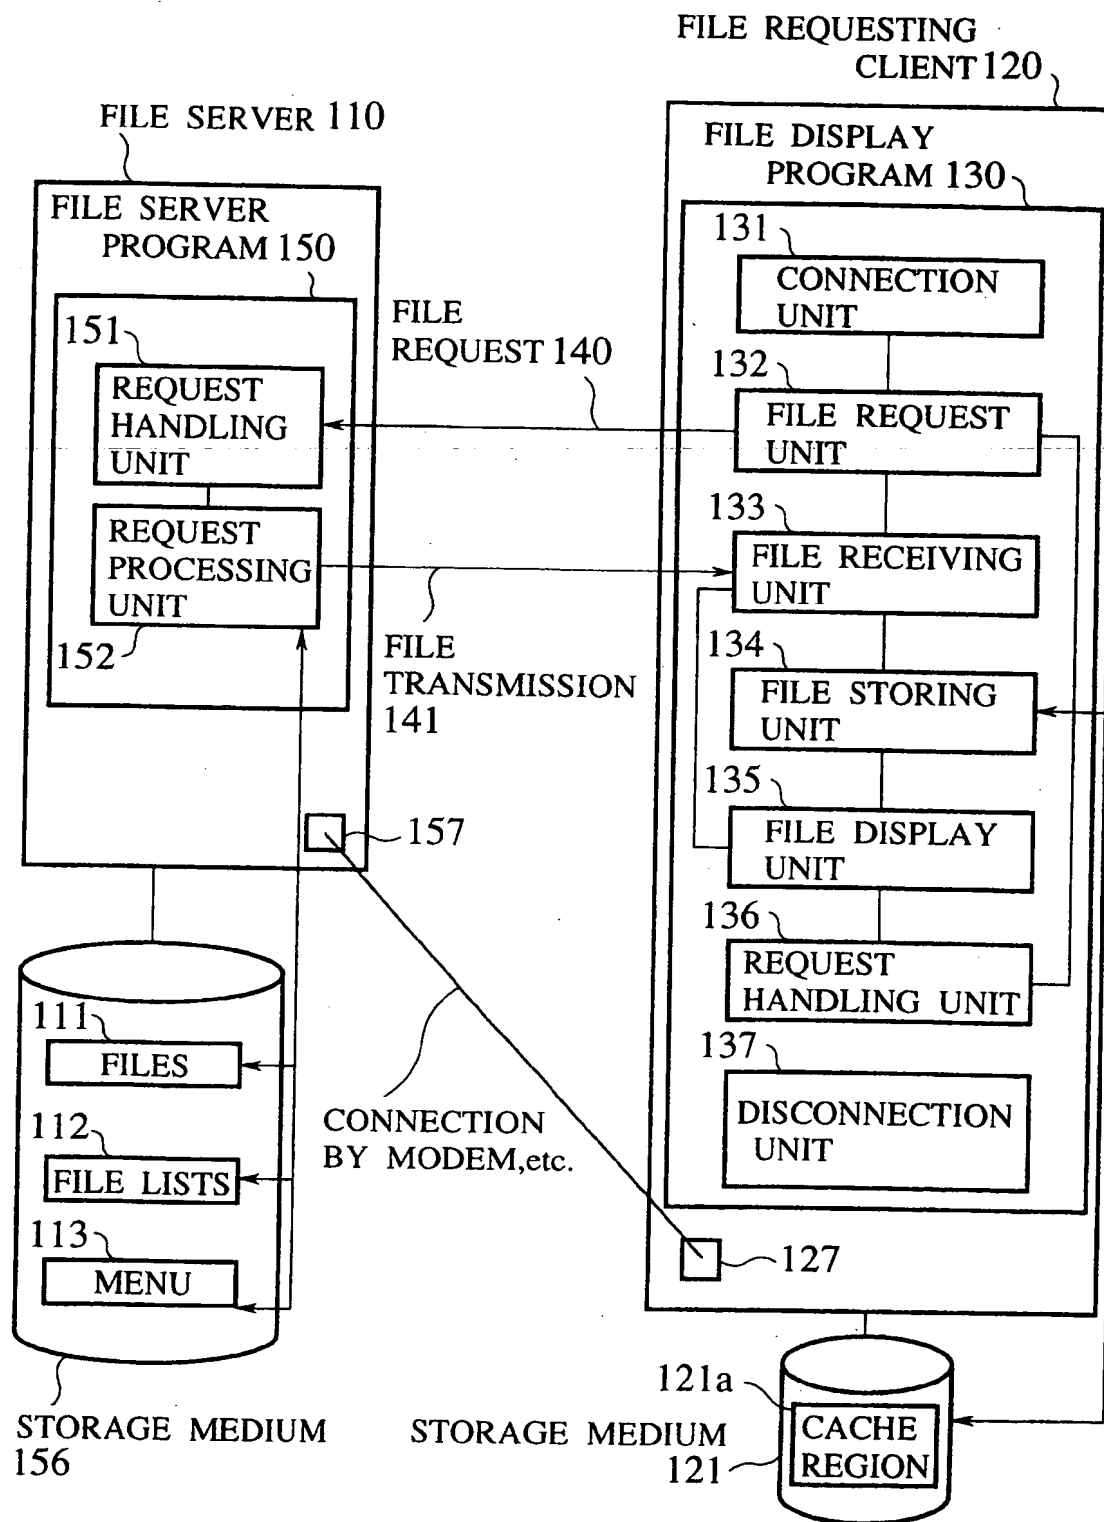 FILE REQUESTING
CLIENT 120
FILE SERVER 110
FILE DISPLAY
PROGRAM 130
FILE SERVER
PROGRAM 150
131
CONNECTION
UNIT
151
REQUEST
HANDLING
UNIT
FILE
REQUEST 140
132
FILE REQUEST
UNIT
REQUEST
PROCESSING
UNIT
152
133
FILE RECEIVING
UNIT
FILE
TRANSMISSION
141
134
FILE STORING
UNIT
135
FILE DISPLAY
UNIT
157
136
REQUEST
HANDLING UNIT
111
FILES
137
DISCONNECTION
UNIT
112
FILE LISTS
CONNECTION
BY MODEM,etc.
113
MENU
127
STORAGE MEDIUM
156
121a
CACHE
REGION
STORAGE MEDIUM
121